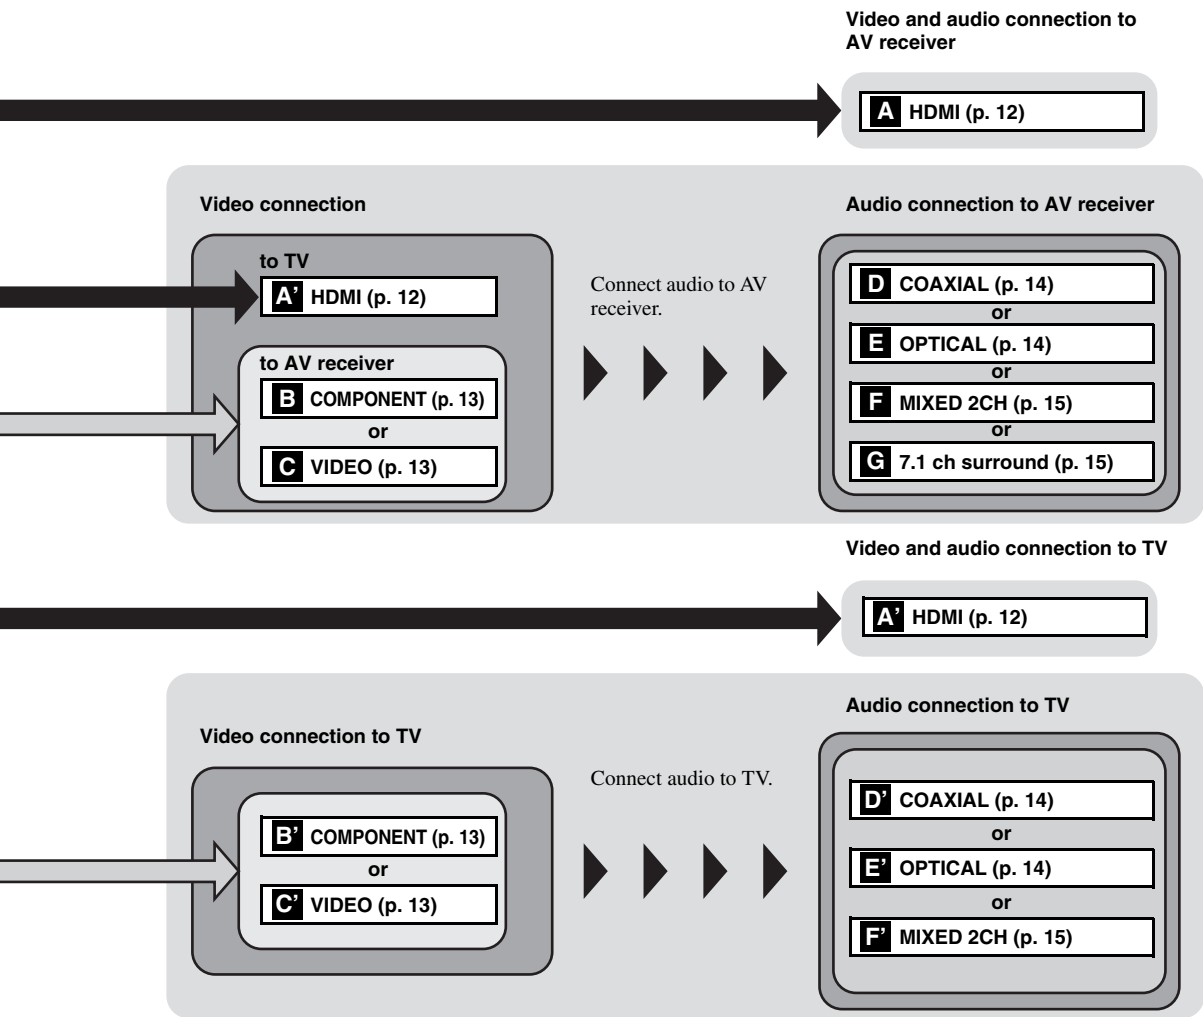 Video and audio connection to
AV receiver
A HDMI (p. 12)
Video connection
to TV
A’ HDMI (p. 12)
to AV receiver
B COMPONENT (p. 13)
or
C VIDEO (p. 13)
Connect audio to AV
receiver.
Audio connection to AV receiver
D COAXIAL (p. 14)
or
E OPTICAL (p. 14)
or
F MIXED 2CH (p. 15)
or
G 7.1 ch surround (p. 15)
Video and audio connection to TV
A’ HDMI (p. 12)
Video connection to TV
B’ COMPONENT (p. 13)
or
C’ VIDEO (p. 13)
Connect audio to TV.
Audio connection to TV
D’ COAXIAL (p. 14)
or
E’ OPTICAL (p. 14)
or
F’ MIXED 2CH (p. 15)